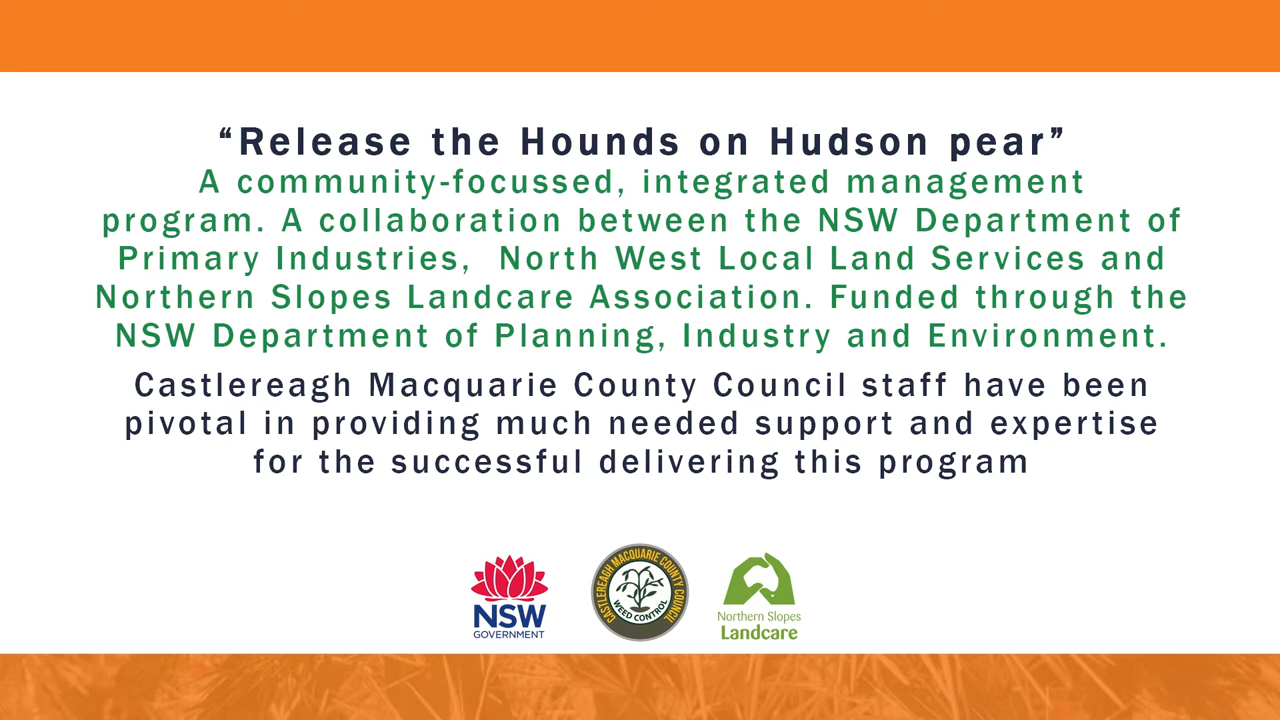 “Release the Hounds on Hudson pear”
A community-focussed, integrated management
program. A collaboration between the NSW Department of
Primary Industries,  North West Local Land Services and
Northern Slopes Landcare Association. Funded through the
NSW Department of Planning, Industry and Environment.
Castlereagh Macquarie County Council staff have been
pivotal in providing much needed support and expertise
for the successful delivering this program
NSW
GOVERNMENT
CASTLEREAGH MACQUARIE COUNTY COUNCIL
WEED CONTROL
Northern Slopes
Landcare